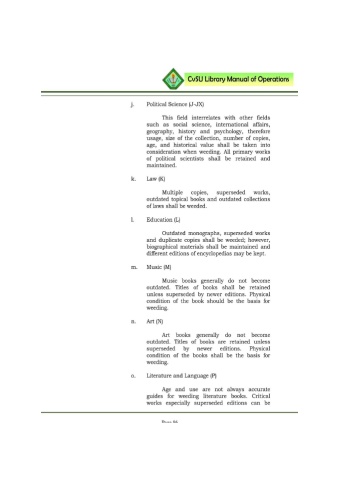 CvSU Library Manual of Operations
j. Political Science (J-JX)
This field interrelates with other fields
such as social science, international affairs,
geography, history and psychology, therefore
usage, size of the collection, number of copies,
age, and historical value shall be taken into
consideration when weeding. All primary works
of political scientists shall be retained and
maintained.
k. Law (K)
Multiple copies, superseded works,
outdated topical books and outdated collections
of laws shall be weeded.
l. Education (L)
Outdated monographs, superseded works
and duplicate copies shall be weeded; however,
biographical materials shall be maintained and
different editions of encyclopedias may be kept.
m. Music (M)
Music books generally do not become
outdated. Titles of books shall be retained
unless superseded by newer editions. Physical
condition of the book should be the basis for
weeding.
n. Art (N)
Art books generally do not become
outdated. Titles of books are retained unless
superseded by newer editions. Physical
condition of the books shall be the basis for
weeding.
o. Literature and Language (P)
Age and use are not always accurate
guides for weeding literature books. Critical
works especially superseded editions can be